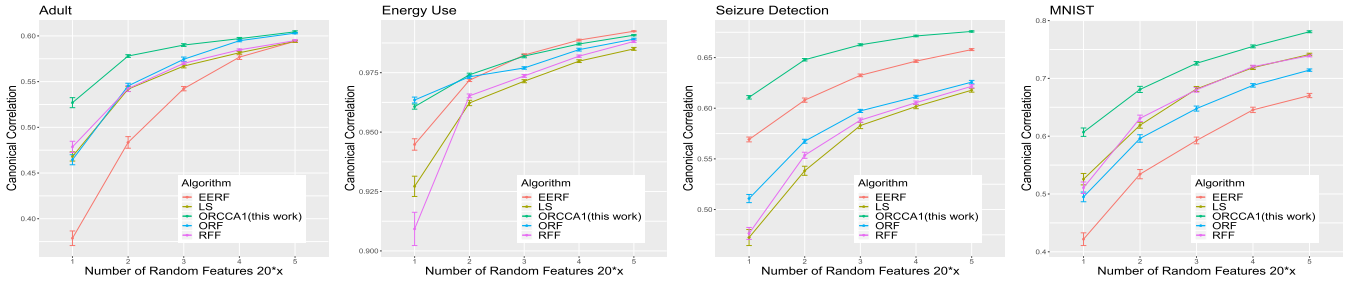 Adult
Canonical Correlation
0.60
0.55
0.50
0.45
0.40
Algorithm
EERF
LS
ORCCA1(this work)
ORF
RFF
1 2 3 4 5
Number of Random Features 20*x
Energy Use
Canonical Correlation
0.975
0.950
0.925
0.900
Algorithm
EERF
LS
ORCCA1(this work)
ORF
RFF
1 2 3 4 5
Number of Random Features 20*x
Seizure Detection
Canonical Correlation
0.65
0.60
0.55
0.50
Algorithm
EERF
LS
ORCCA1(this work)
ORF
RFF
1 2 3 4 5
Number of Random Features 20*x
MNIST
Canonical Correlation
0.8
0.7
0.6
0.5
0.4
Algorithm
EERF
LS
ORCCA1(this work)
ORF
RFF
1 2 3 4 5
Number of Random Features 20*x